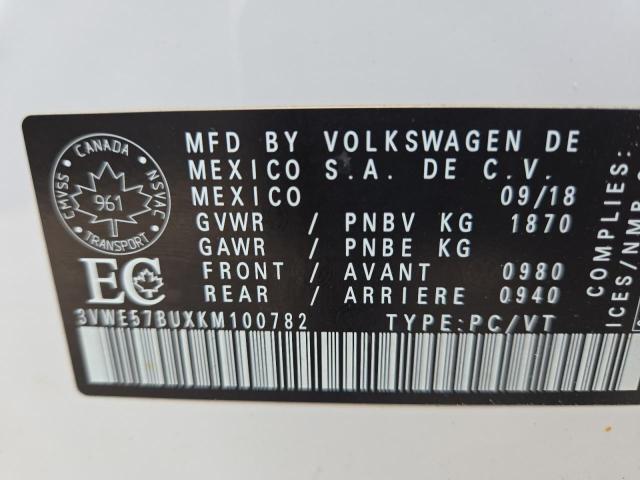 MFD BY VOLKSWAGEN DE
MEXICO S.A. DE C.V.
MEXICO 09/18
GVWR / PNBV KG 1870
GAWR / PNBE KG
FRONT / AVANT 0980
REAR / ARRIERE 0940
3VWE57BUXKM100782 TYPE:PC/VT
CANADA
CMVSS NSVAC
961
TRANSPORT
EC
COMPLIES:
ICES/NMB